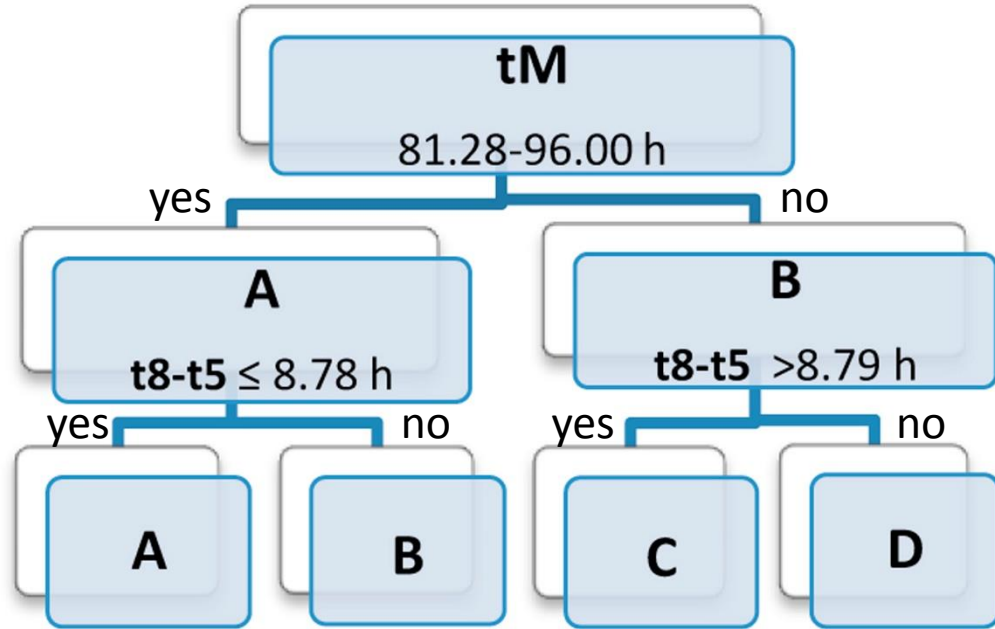 tM
81.28-96.00 h
yes
no
A
t8-t5 ≤ 8.78 h
B
t8-t5 >8.79 h
yes
no
yes
no
A
B
C
D